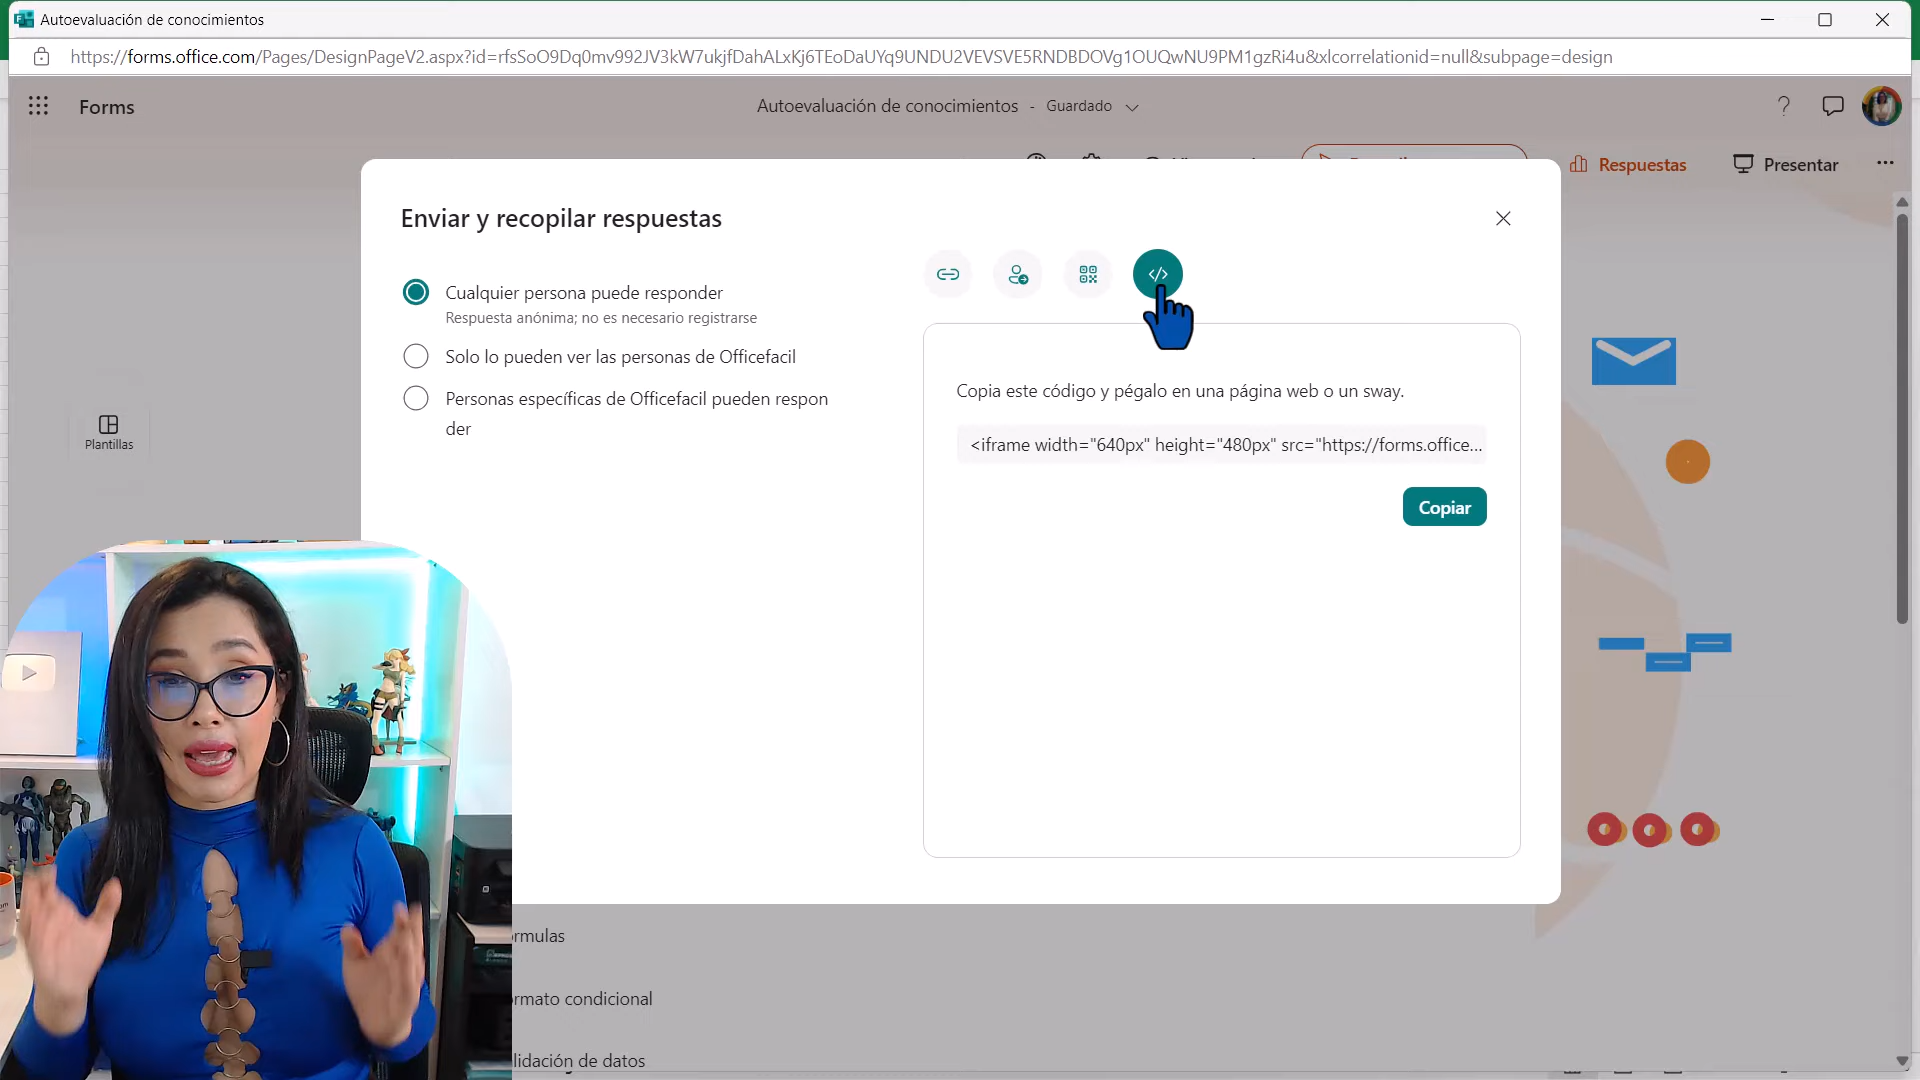 Autoevaluación de conocimientos
https://forms.office.com/Pages/DesignPageV2.aspx?id=rfsSoO9Dq0mv992JV3kW7ukjfDahALxKj6TEoDaUYq9UNDU2VEVSVE5RNDBDOVg1OUQwNU9PM1gzRi4u&xlcorrelationid=null&subpage=design
Forms
Autoevaluación de conocimientos - Guardado
Respuestas
Presentar
Enviar y recopilar respuestas
Cualquier persona puede responder
Respuesta anónima; no es necesario registrarse
Solo lo pueden ver las personas de Officefacil
Personas específicas de Officefacil pueden respon
der
Copia este código y pégalo en una página web o un sway.
<iframe width="640px" height="480px" src="https://forms.office...
Copiar
Plantillas
ormulas
ormato condicional
lidación de datos